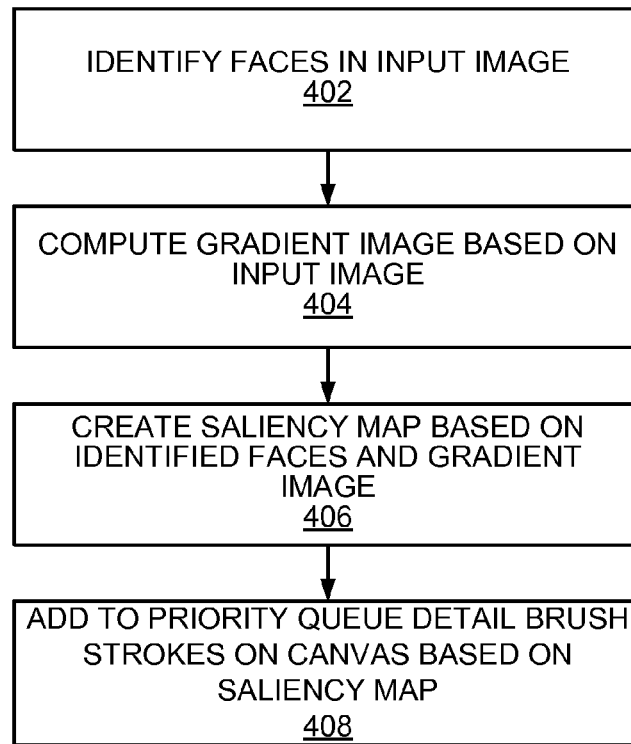 IDENTIFY FACES IN INPUT IMAGE
402
COMPUTE GRADIENT IMAGE BASED ON
INPUT IMAGE
404
CREATE SALIENCY MAP BASED ON
IDENTIFIED FACES AND GRADIENT
IMAGE
406
ADD TO PRIORITY QUEUE DETAIL BRUSH
STROKES ON CANVAS BASED ON
SALIENCY MAP
408